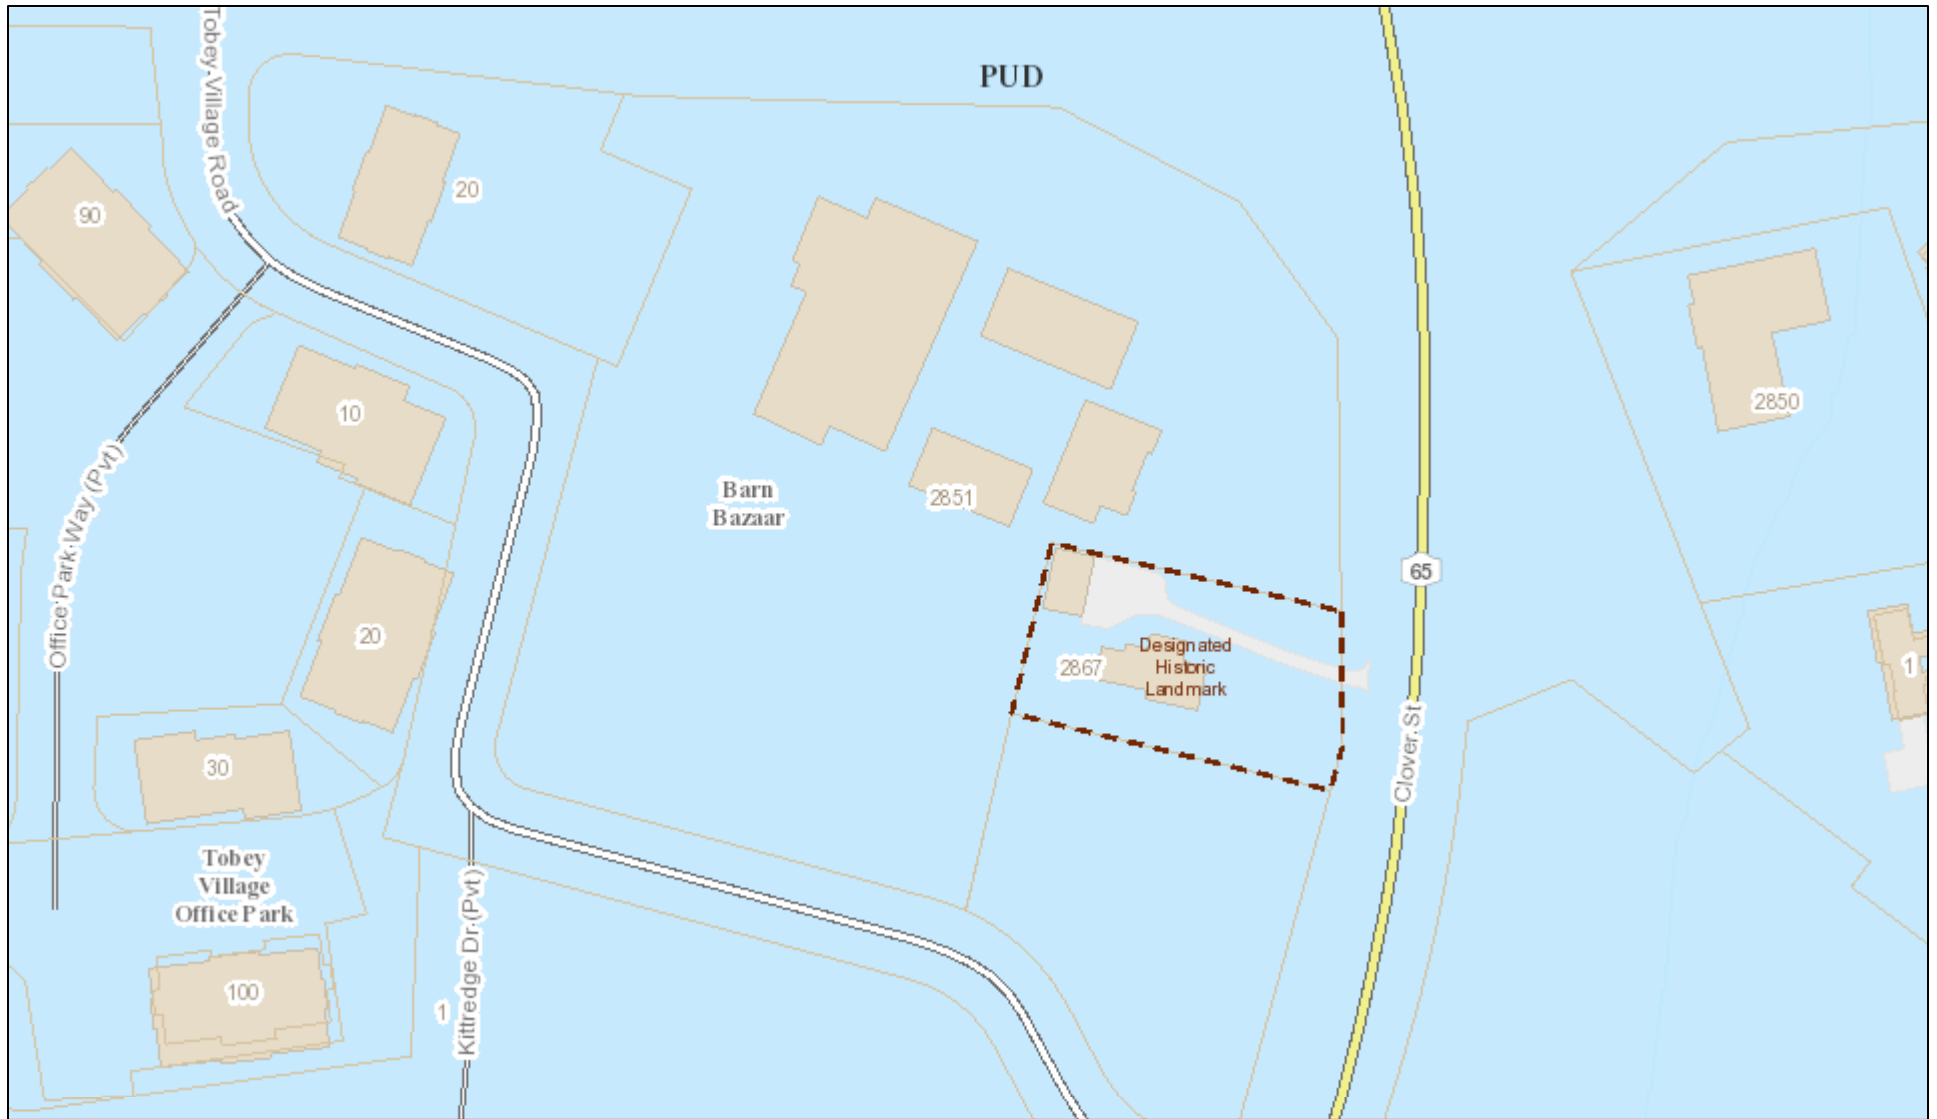 Tobey Village Road
PUD
90
20
10
2850
Barn
Bazaar
2851
Office Park Way (Pvt)
65
20
2867
Designated
Historic
Landmark
1
Clover St
30
Tobey
Village
Office Park
100
1
Kittredge Dr (Pvt)